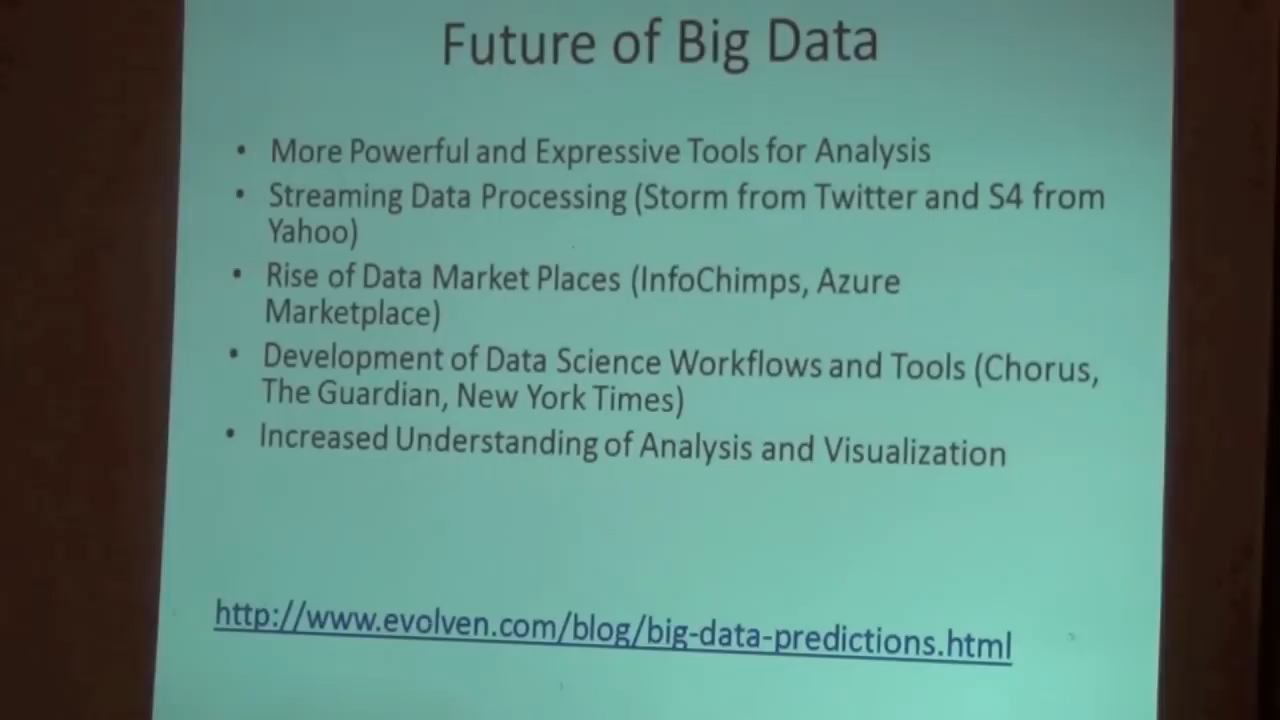 Future of Big Data
• More Powerful and Expressive Tools for Analysis
• Streaming Data Processing (Storm from Twitter and S4 from
Yahoo)
• Rise of Data Market Places (InfoChimps, Azure
Marketplace)
• Development of Data Science Workflows and Tools (Chorus,
The Guardian, New York Times)
• Increased Understanding of Analysis and Visualization
http://www.evolven.com/blog/big-data-predictions.html